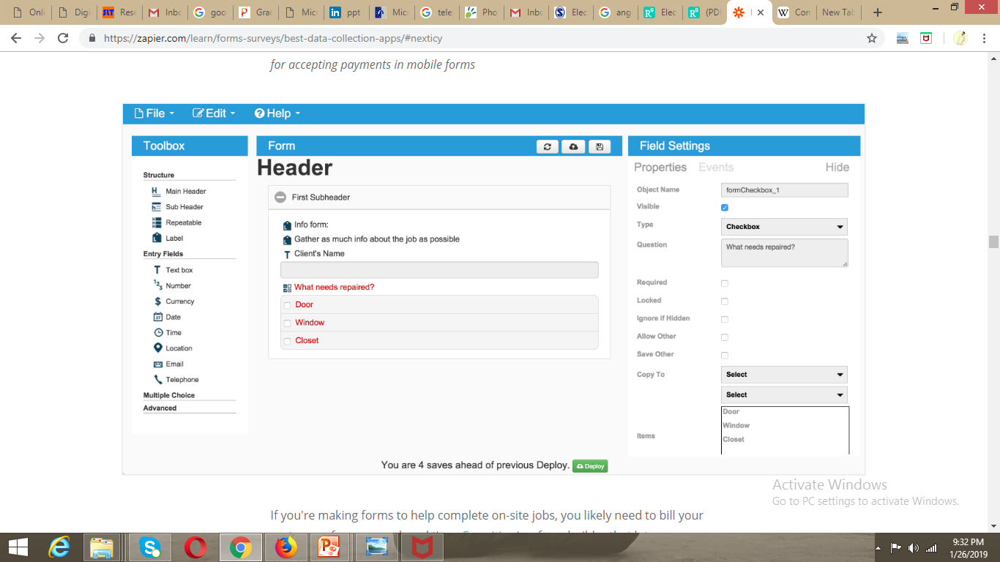 Onli
Digi
SLT Rese
Inbo
goo
Grac
Micr
ppt
Micr
tele
Pho
Inbo
Elec
ang
Elec
(PD
Con
New Tab
https://zapier.com/learn/forms-surveys/best-data-collection-apps/#nexticy
for accepting payments in mobile forms
File
Edit
Help
Toolbox
Structure
Main Header
Sub Header
Repeatable
Label
Entry Fields
Text box
Number
Currency
Date
Time
Location
Email
Telephone
Multiple Choice
Advanced
Form
Header
First Subheader
Info form:
Gather as much info about the job as possible
Client's Name
What needs repaired?
Door
Window
Closet
Field Settings
Properties Events Hide
Object Name formCheckbox_1
Visible
Type Checkbox
Question What needs repaired?
Required
Locked
Ignore if Hidden
Allow Other
Save Other
Copy To Select
Select
Items
Door
Window
Closet
You are 4 saves ahead of previous Deploy. Deploy
Activate Windows
Go to PC settings to activate Windows.
If you're making forms to help complete on-site jobs, you likely need to bill your
9:32 PM
1/26/2019